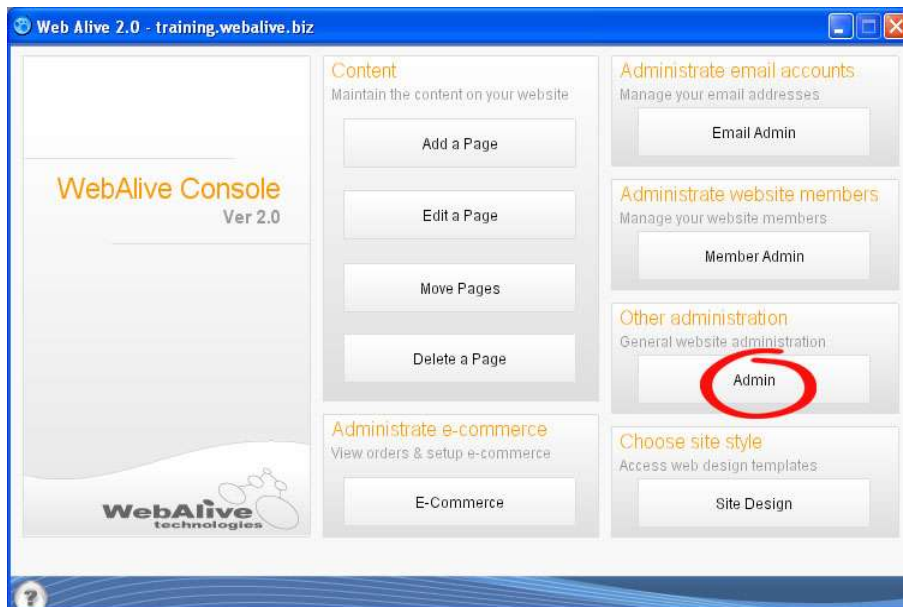 Web Alive 2.0 - training.webalive.biz
WebAlive Console
Ver 2.0
WebAlive
technologies
Content
Maintain the content on your website
Add a Page
Edit a Page
Move Pages
Delete a Page
Administrate e-commerce
View orders & setup e-commerce
E-Commerce
Administrate email accounts
Manage your email addresses
Email Admin
Administrate website members
Manage your website members
Member Admin
Other administration
General website administration
Admin
Choose site style
Access web design templates
Site Design
?